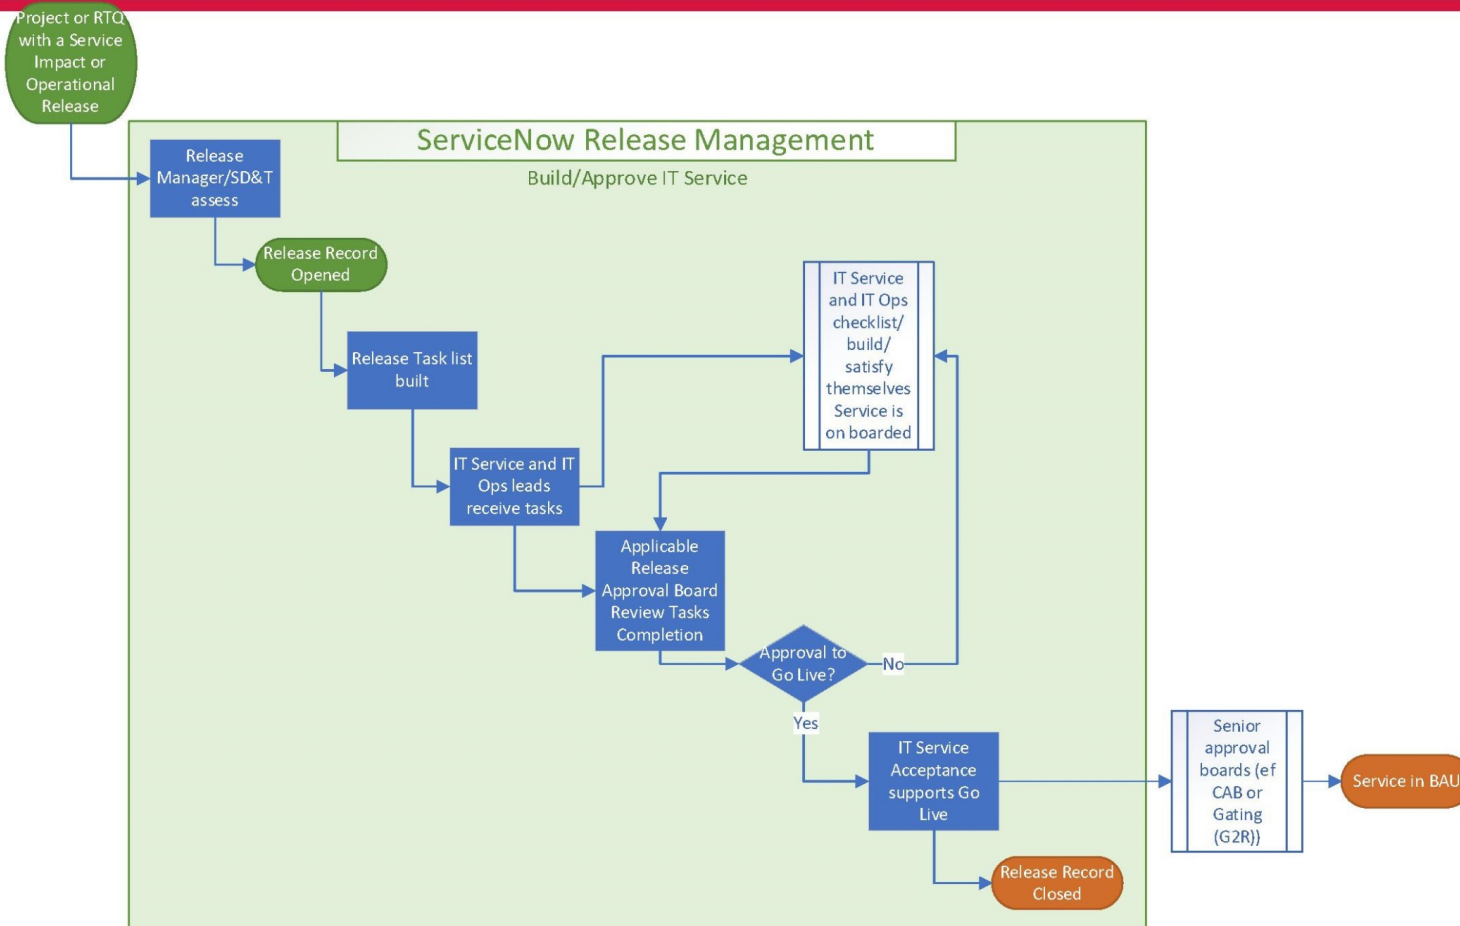 Project or RTQ
with a Service
Impact or
Operational
Release
ServiceNow Release Management
Build/Approve IT Service
Release
Manager/SD&T
assess
Release Record
Opened
IT Service
and IT Ops
checklist/
build/
satisfy
themselves
Service is
on boarded
Release Task list
built
IT Service and IT
Ops leads
receive tasks
Applicable
Release
Approval Board
Review Tasks
Completion
Approval to
Go Live?
No
Yes
IT Service
Acceptance
supports Go
Live
Senior
approval
boards (ef
CAB or
Gating
(G2R))
Service in BAU
Release Record
Closed